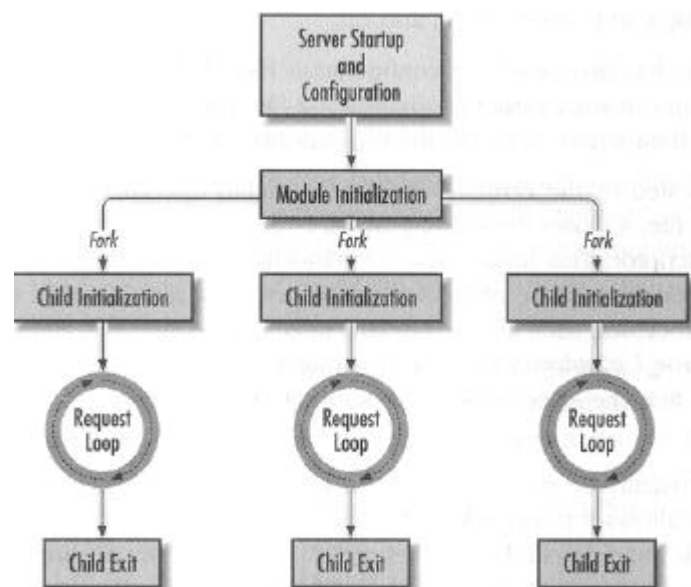 Server Startup
and
Configuration
Module Initialization
Fork
Fork
Fork
Child Initialization
Child Initialization
Child Initialization
Request
Loop
Request
Loop
Request
Loop
Child Exit
Child Exit
Child Exit